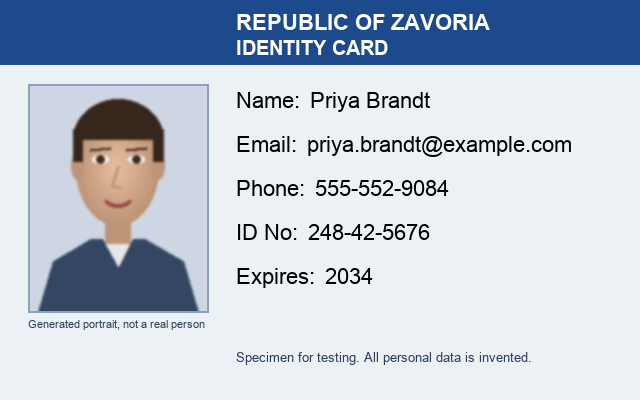 REPUBLIC OF ZAVORIA
IDENTITY CARD
Name: Priya Brandt
Email: priya.brandt@example.com
Phone: 555-552-9084
ID No: 248-42-5676
Expires: 2034
Generated portrait, not a real person
Specimen for testing. All personal data is invented.